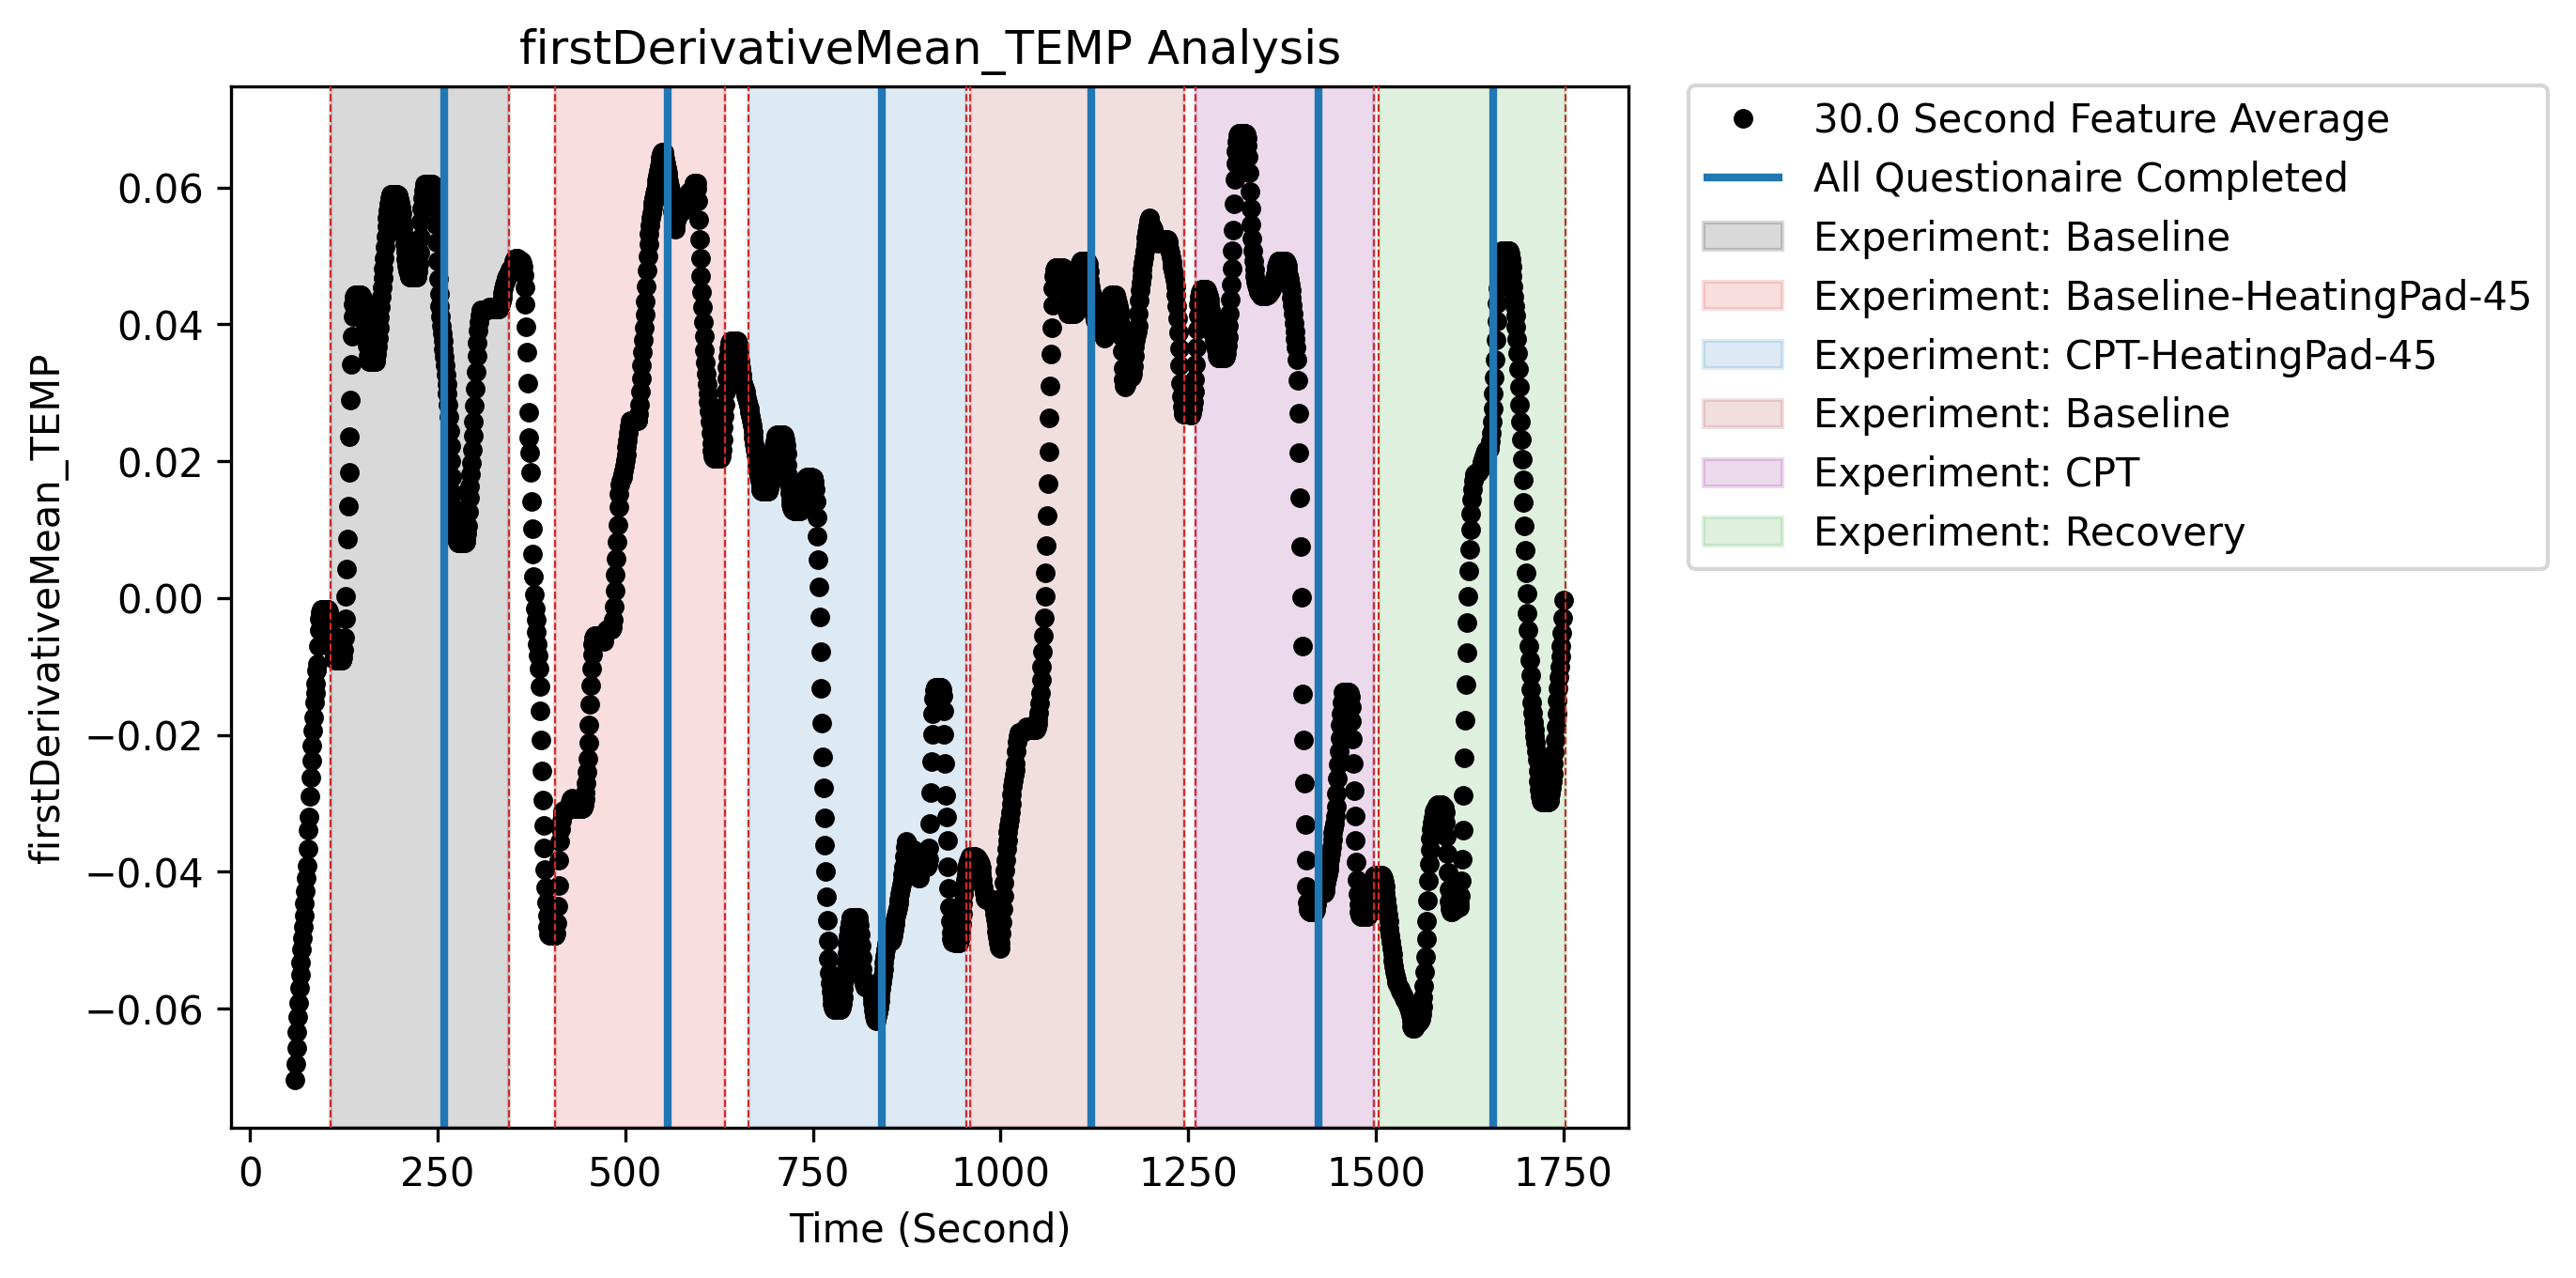 firstDerivativeMean_TEMP Analysis
30.0 Second Feature Average
All Questionaire Completed
Experiment: Baseline
Experiment: Baseline-HeatingPad-45
Experiment: CPT-HeatingPad-45
Experiment: Baseline
Experiment: CPT
Experiment: Recovery
firstDerivativeMean_TEMP
0.06
0.04
0.02
0.00
−0.02
−0.04
−0.06
0 250 500 750 1000 1250 1500 1750
Time (Second)